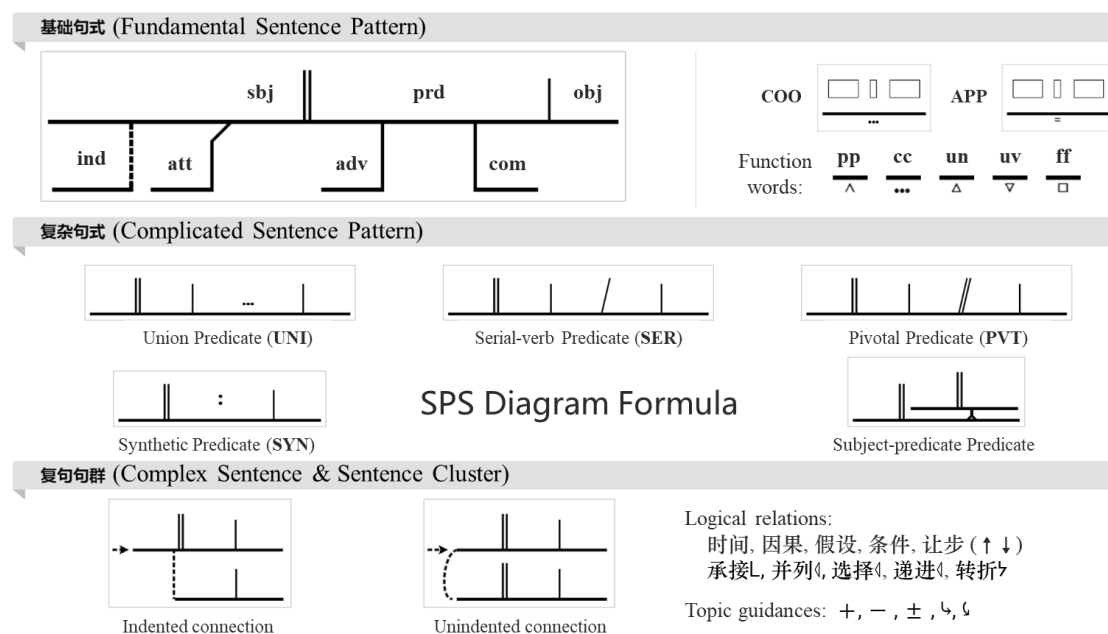 基础句式 (Fundamental Sentence Pattern)
sbj prd obj
ind att adv com
COO ••• APP =
Function words: pp cc un uv ff
∧ ••• △ ▽ □
复杂句式 (Complicated Sentence Pattern)
...
Union Predicate (UNI)
Serial-verb Predicate (SER)
Pivotal Predicate (PVT)
:
Synthetic Predicate (SYN)
SPS Diagram Formula
Subject-predicate Predicate
复句句群 (Complex Sentence & Sentence Cluster)
Indented connection
Unindented connection
Logical relations:
时间, 因果, 假设, 条件, 让步 (↑ ↓)
承接L, 并列, 选择, 递进, 转折ϟ
Topic guidances: +, −, ±, ↳,